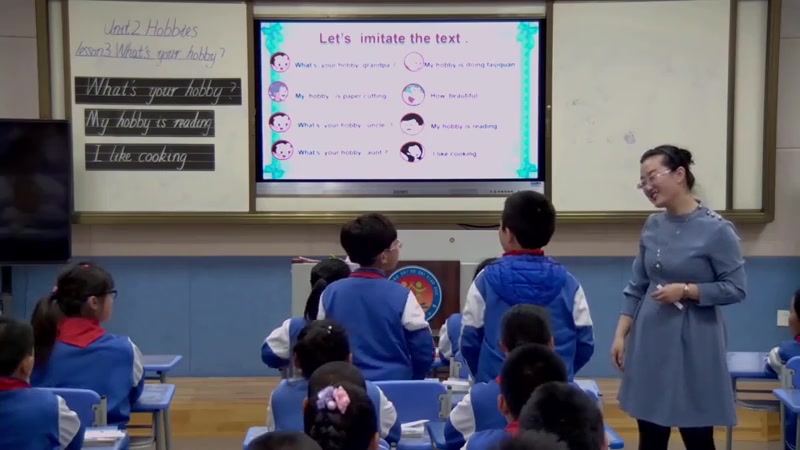 Unit 2 Hobbies
lesson3 What's your hobby?
What's your hobby?
My hobby is reading
I like cooking
Let's imitate the text.
What's your hobby grandpa?
My hobby is doing taijiquan
My hobby is paper cutting
How beautiful
What's your hobby uncle?
My hobby is reading
What's your hobby aunt?
I like cooking